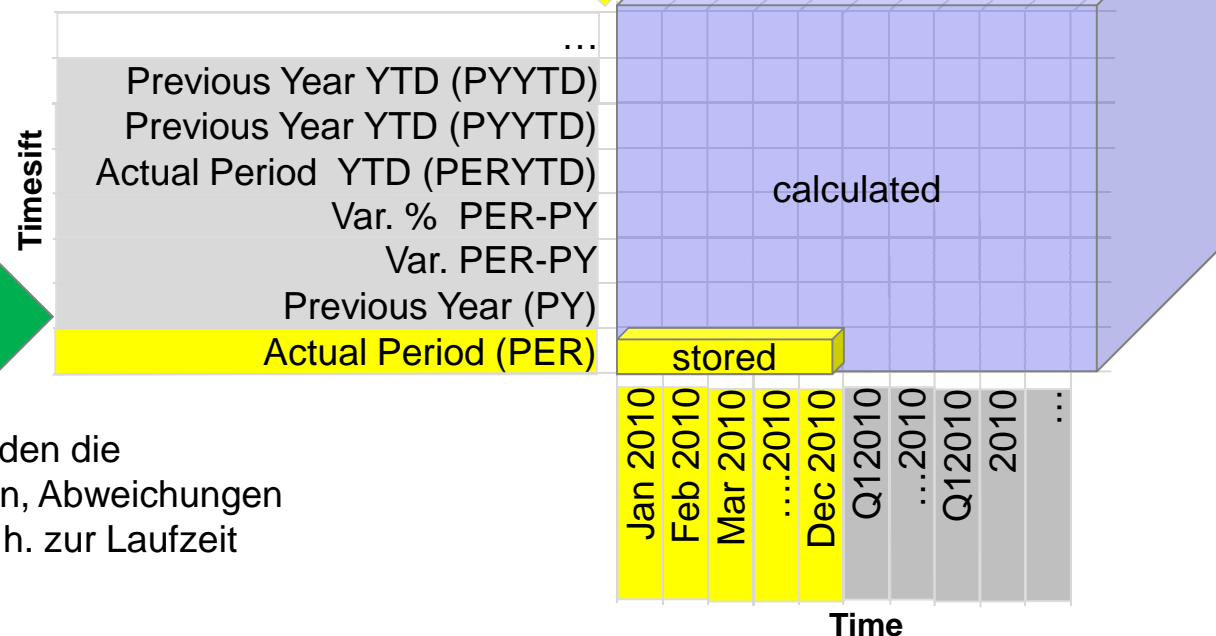 …
Previous Year YTD (PYYTD)
Previous Year YTD (PYYTD)
Actual Period YTD (PERYTD)
Var. % PER-PY
Var. PER-PY
Previous Year (PY)
Actual Period (PER)
Timesift
calculated
stored
Jan 2010
Feb 2010
Mar 2010
….2010
Dec 2010
Q12010
….2010
Q12010
2010
…
Time
den die
n, Abweichungen
h. zur Laufzeit